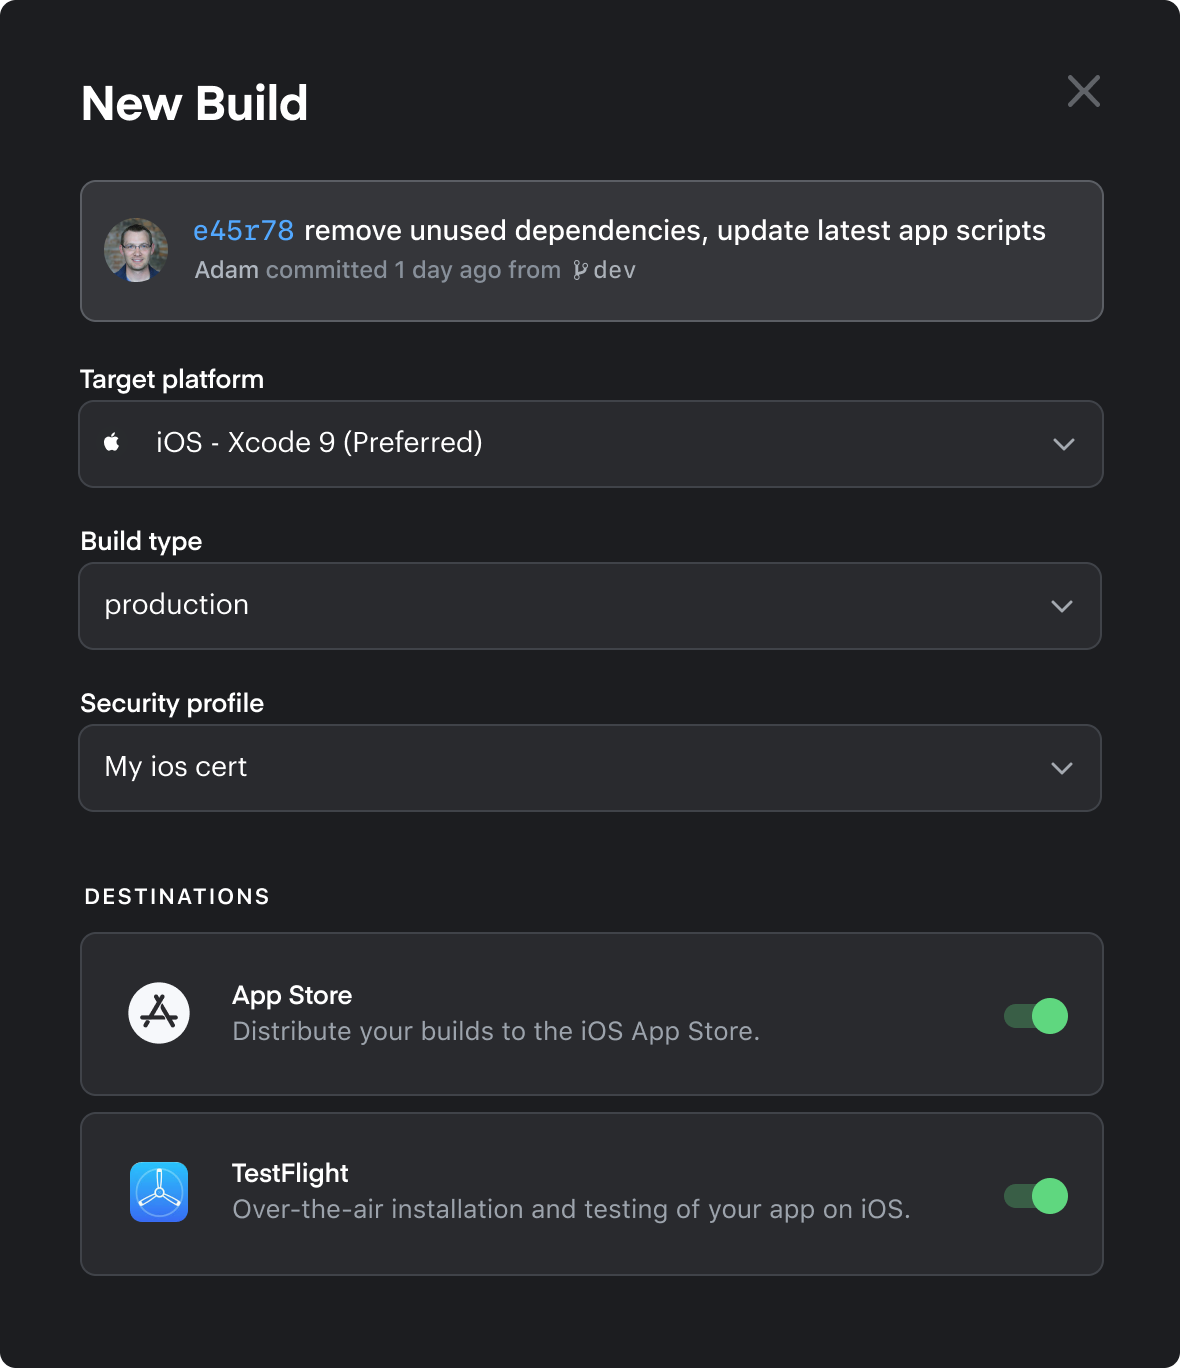 New Build
e45r78 remove unused dependencies, update latest app scripts
Adam committed 1 day ago from dev
Target platform
iOS - Xcode 9 (Preferred)
Build type
production
Security profile
My ios cert
DESTINATIONS
App Store
Distribute your builds to the iOS App Store.
TestFlight
Over-the-air installation and testing of your app on iOS.